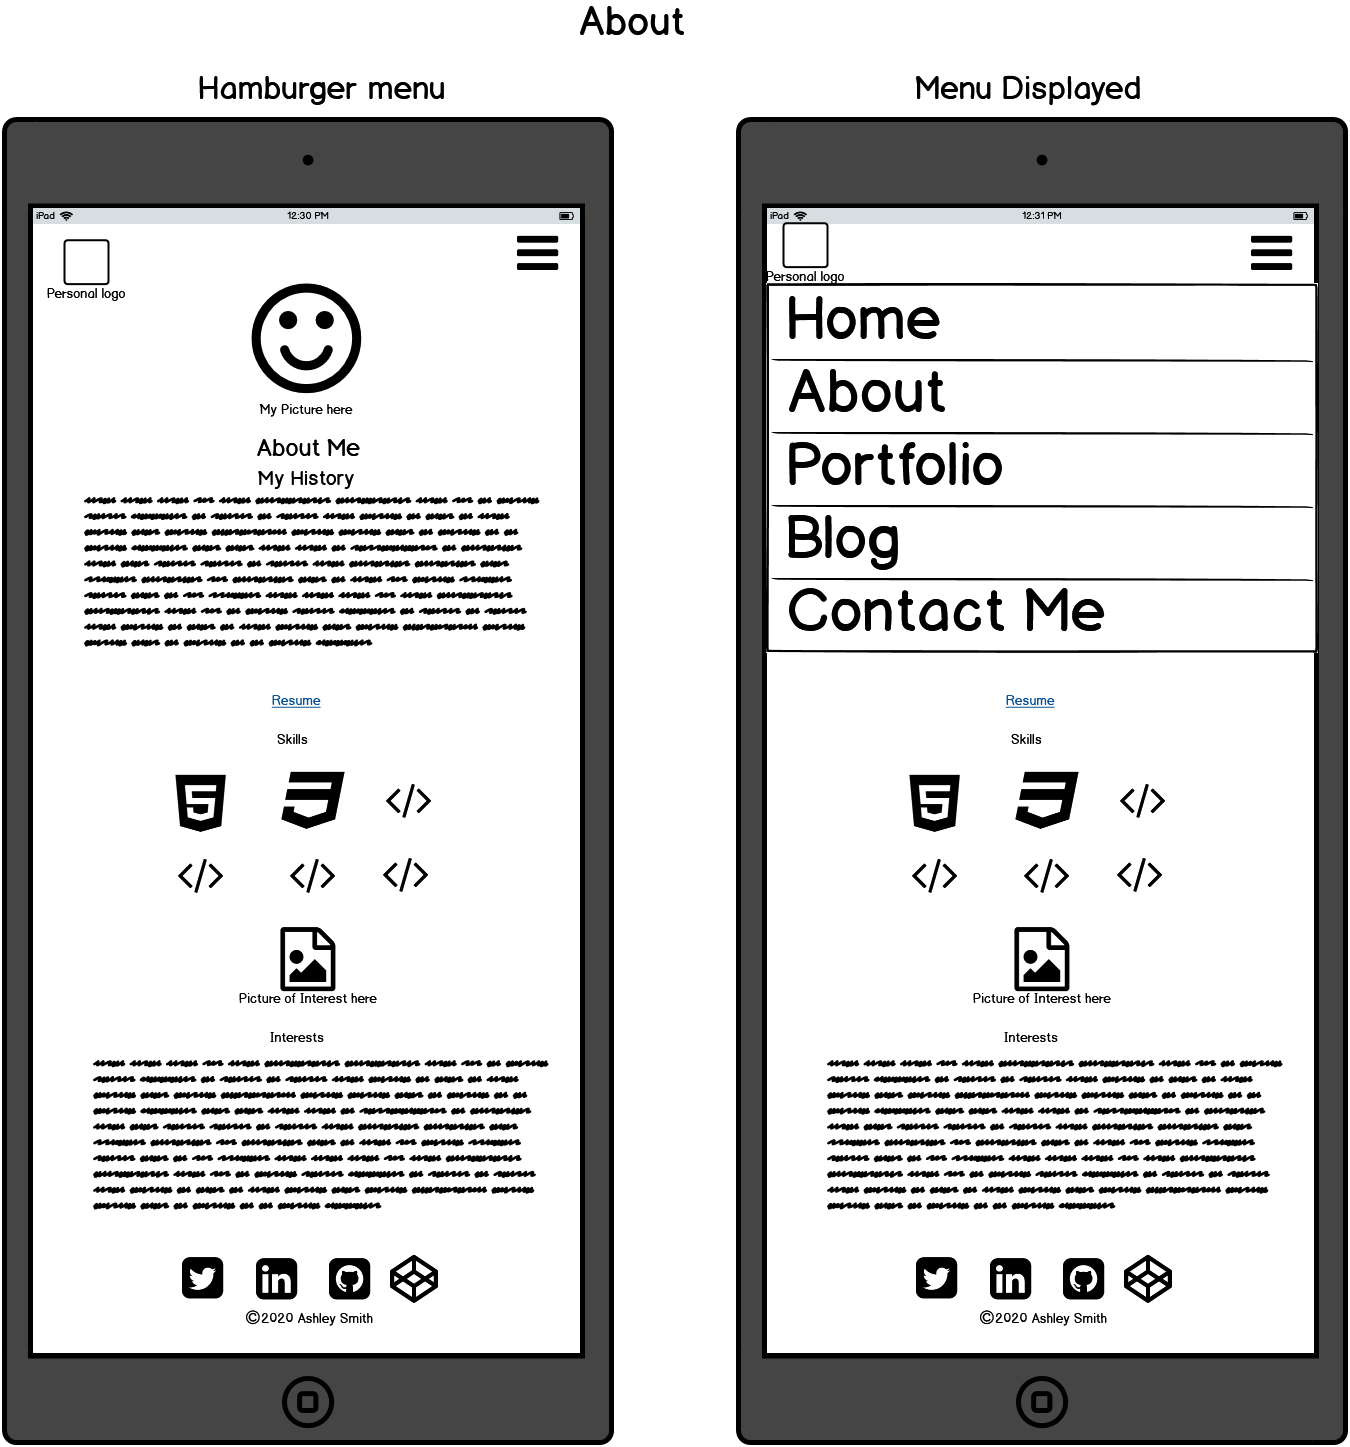 About
Hamburger menu
iPad
12:30 PM
Personal logo
My Picture here
About Me
My History
Resume
Skills
Picture of Interest here
Interests
©2020 Ashley Smith
Menu Displayed
iPad
12:31 PM
Personal logo
Home
About
Portfolio
Blog
Contact Me
Resume
Skills
Picture of Interest here
Interests
©2020 Ashley Smith